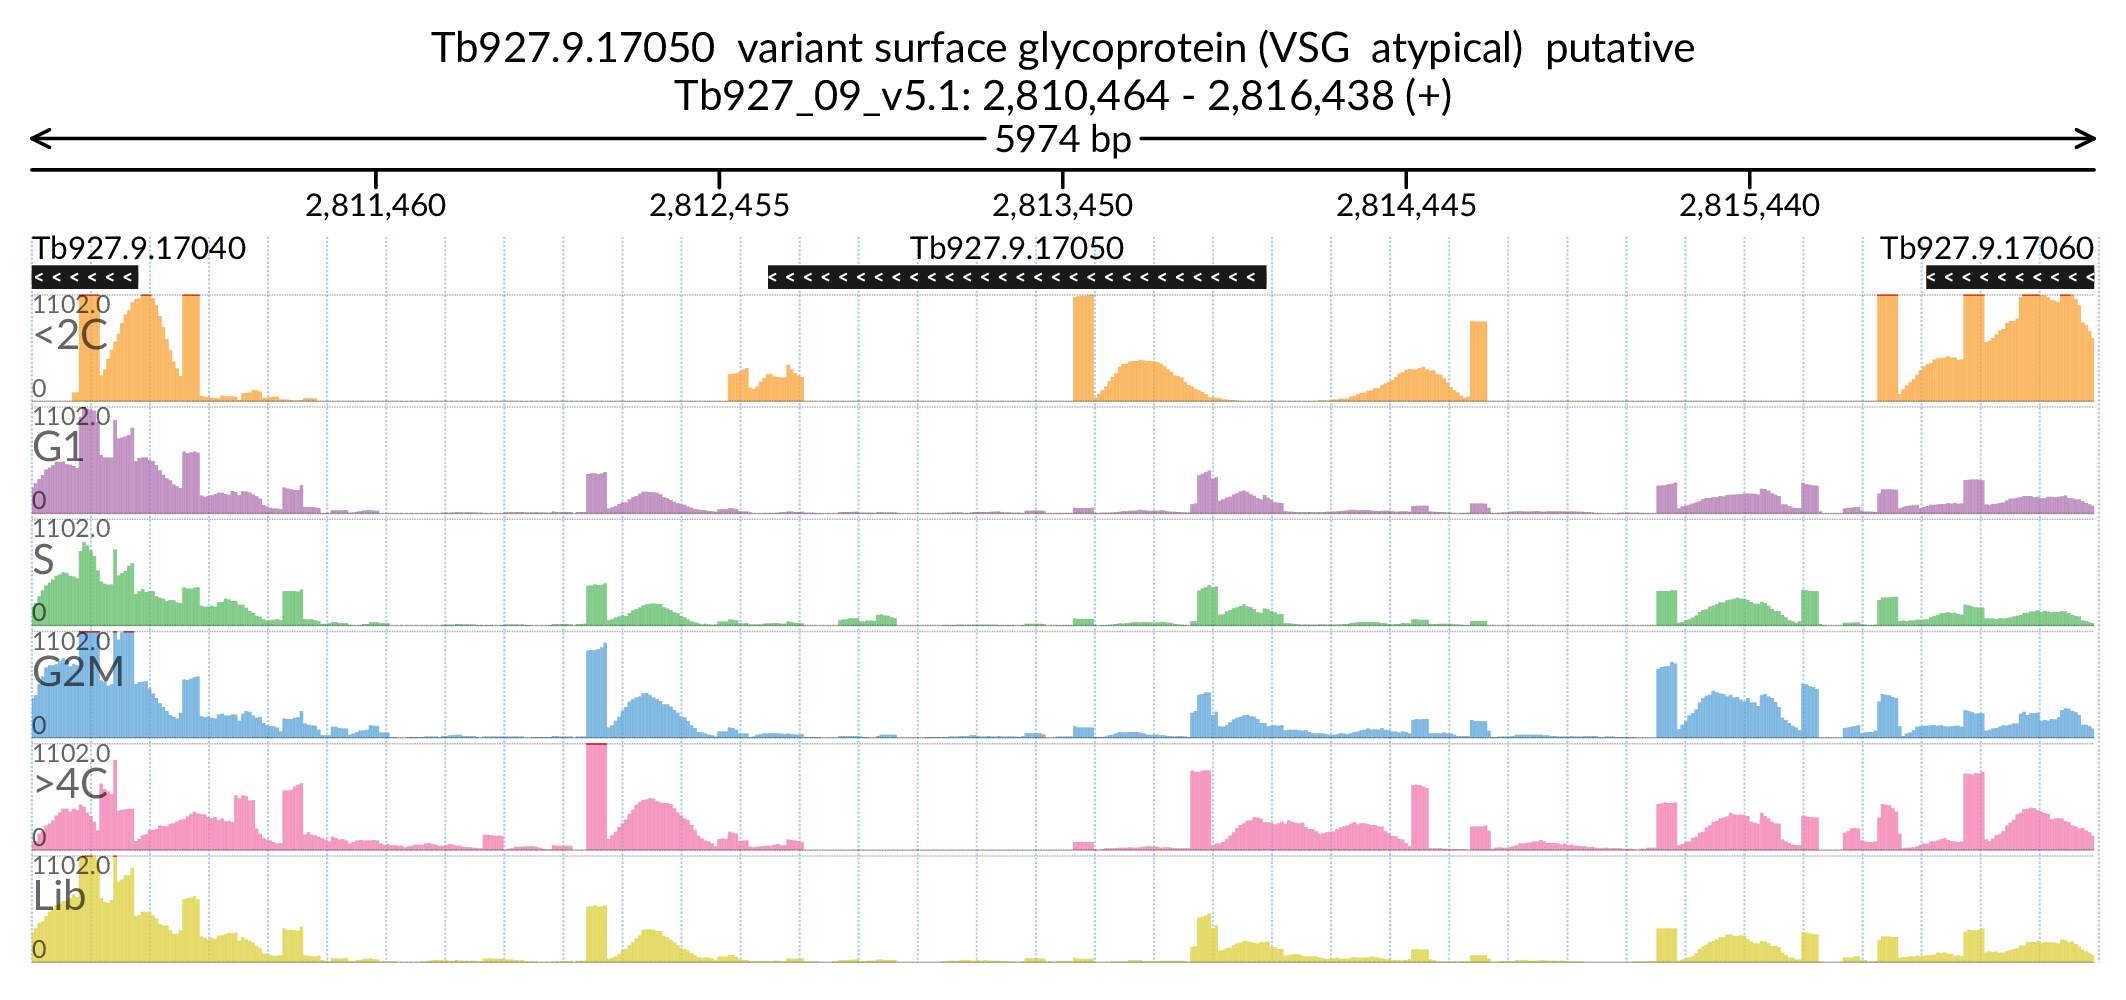 Tb927.9.17050  variant surface glycoprotein (VSG  atypical)  putative
Tb927_09_v5.1: 2,810,464 - 2,816,438 (+)
5974 bp
2,811,460 2,812,455 2,813,450 2,814,445 2,815,440
Tb927.9.17040 Tb927.9.17050 Tb927.9.17060
1102.0
<2C
0
1102.0
G1
0
1102.0
S
0
1102.0
G2M
0
1102.0
>4C
0
1102.0
Lib
0